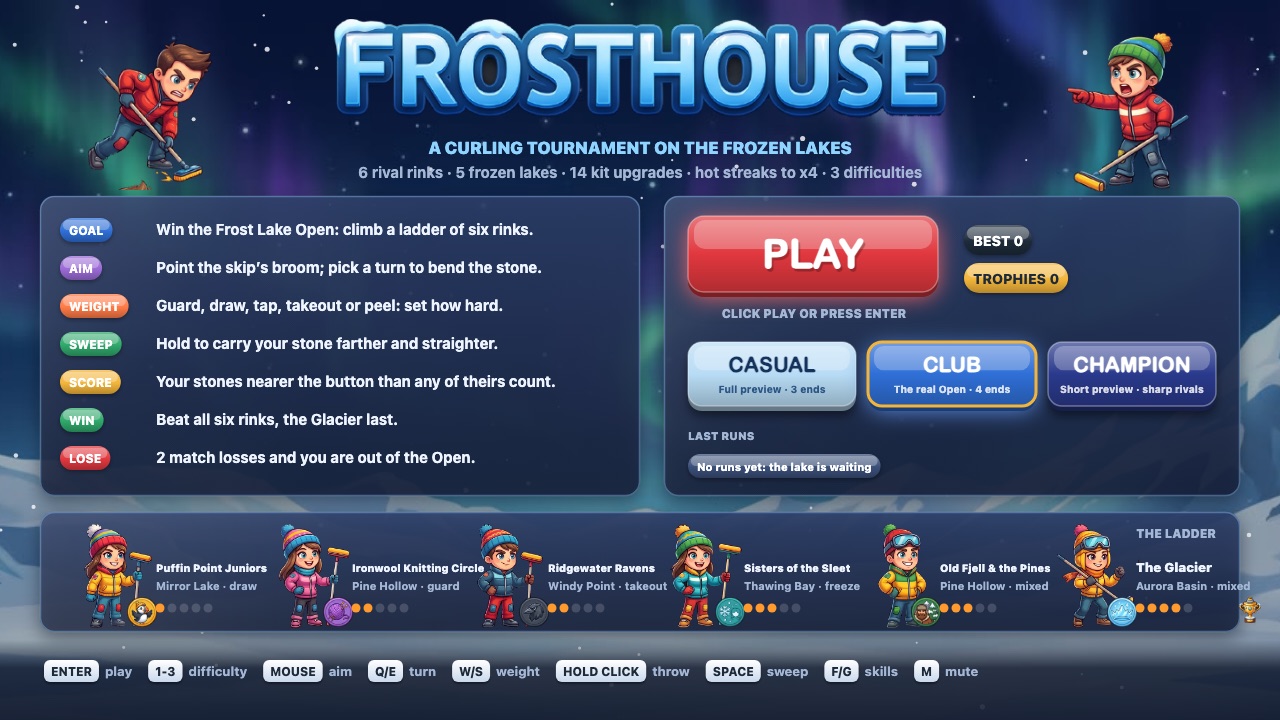 FROSTHOUSE
A CURLING TOURNAMENT ON THE FROZEN LAKES
6 rival rinks · 5 frozen lakes · 14 kit upgrades · hot streaks to x4 · 3 difficulties
GOAL Win the Frost Lake Open: climb a ladder of six rinks.
AIM Point the skip’s broom; pick a turn to bend the stone.
WEIGHT Guard, draw, tap, takeout or peel: set how hard.
SWEEP Hold to carry your stone farther and straighter.
SCORE Your stones nearer the button than any of theirs count.
WIN Beat all six rinks, the Glacier last.
LOSE 2 match losses and you are out of the Open.
PLAY
BEST 0
TROPHIES 0
CLICK PLAY OR PRESS ENTER
CASUAL
Full preview · 3 ends
CLUB
The real Open · 4 ends
CHAMPION
Short preview · sharp rivals
LAST RUNS
No runs yet: the lake is waiting
THE LADDER
Puffin Point Juniors
Mirror Lake · draw
Ironwool Knitting Circle
Pine Hollow · guard
Ridgewater Ravens
Windy Point · takeout
Sisters of the Sleet
Thawing Bay · freeze
Old Fjell & the Pines
Pine Hollow · mixed
The Glacier
Aurora Basin · mixed
ENTER play 1-3 difficulty MOUSE aim Q/E turn W/S weight HOLD CLICK throw SPACE sweep F/G skills M mute